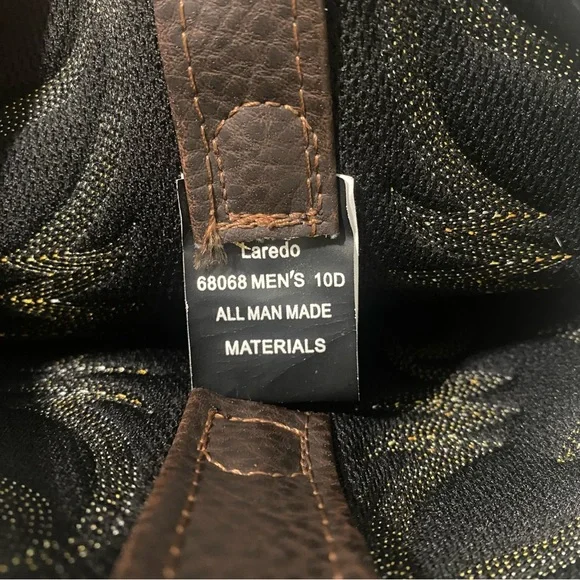 Laredo
68068 MEN'S 10D
ALL MAN MADE
MATERIALS